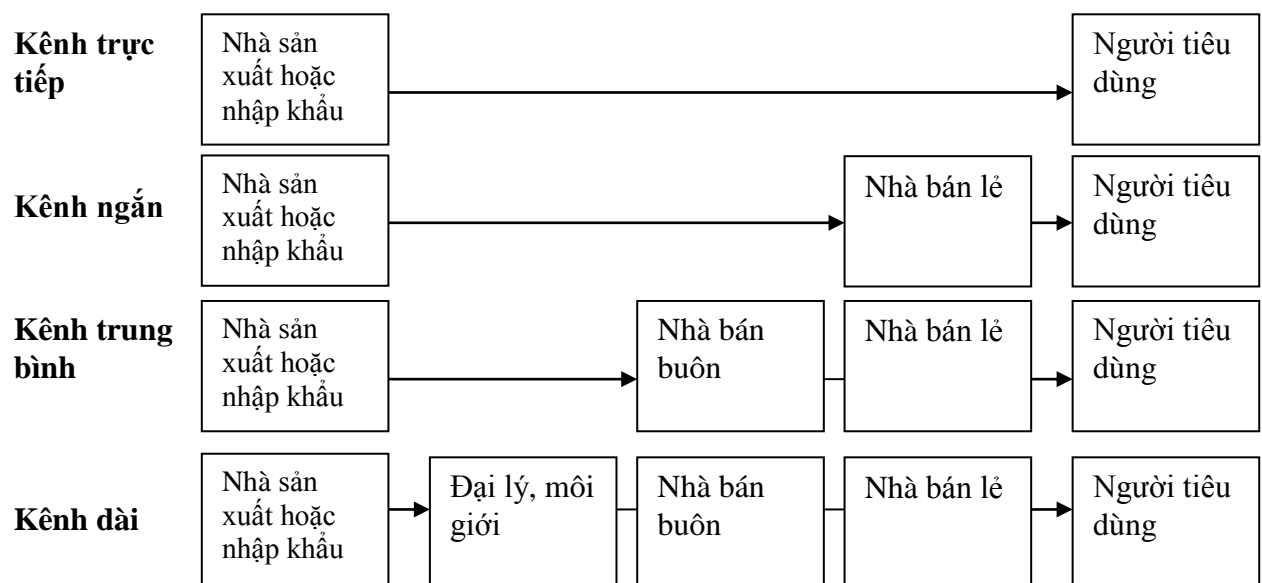 Kênh trực
tiếp
Nhà sản
xuất hoặc
nhập khẩu
Người tiêu
dùng
Kênh ngắn
Nhà sản
xuất hoặc
nhập khẩu
Nhà bán lẻ
Người tiêu
dùng
Kênh trung
bình
Nhà sản
xuất hoặc
nhập khẩu
Nhà bán
buôn
Nhà bán lẻ
Người tiêu
dùng
Kênh dài
Nhà sản
xuất hoặc
nhập khẩu
Đại lý, môi
giới
Nhà bán
buôn
Nhà bán lẻ
Người tiêu
dùng